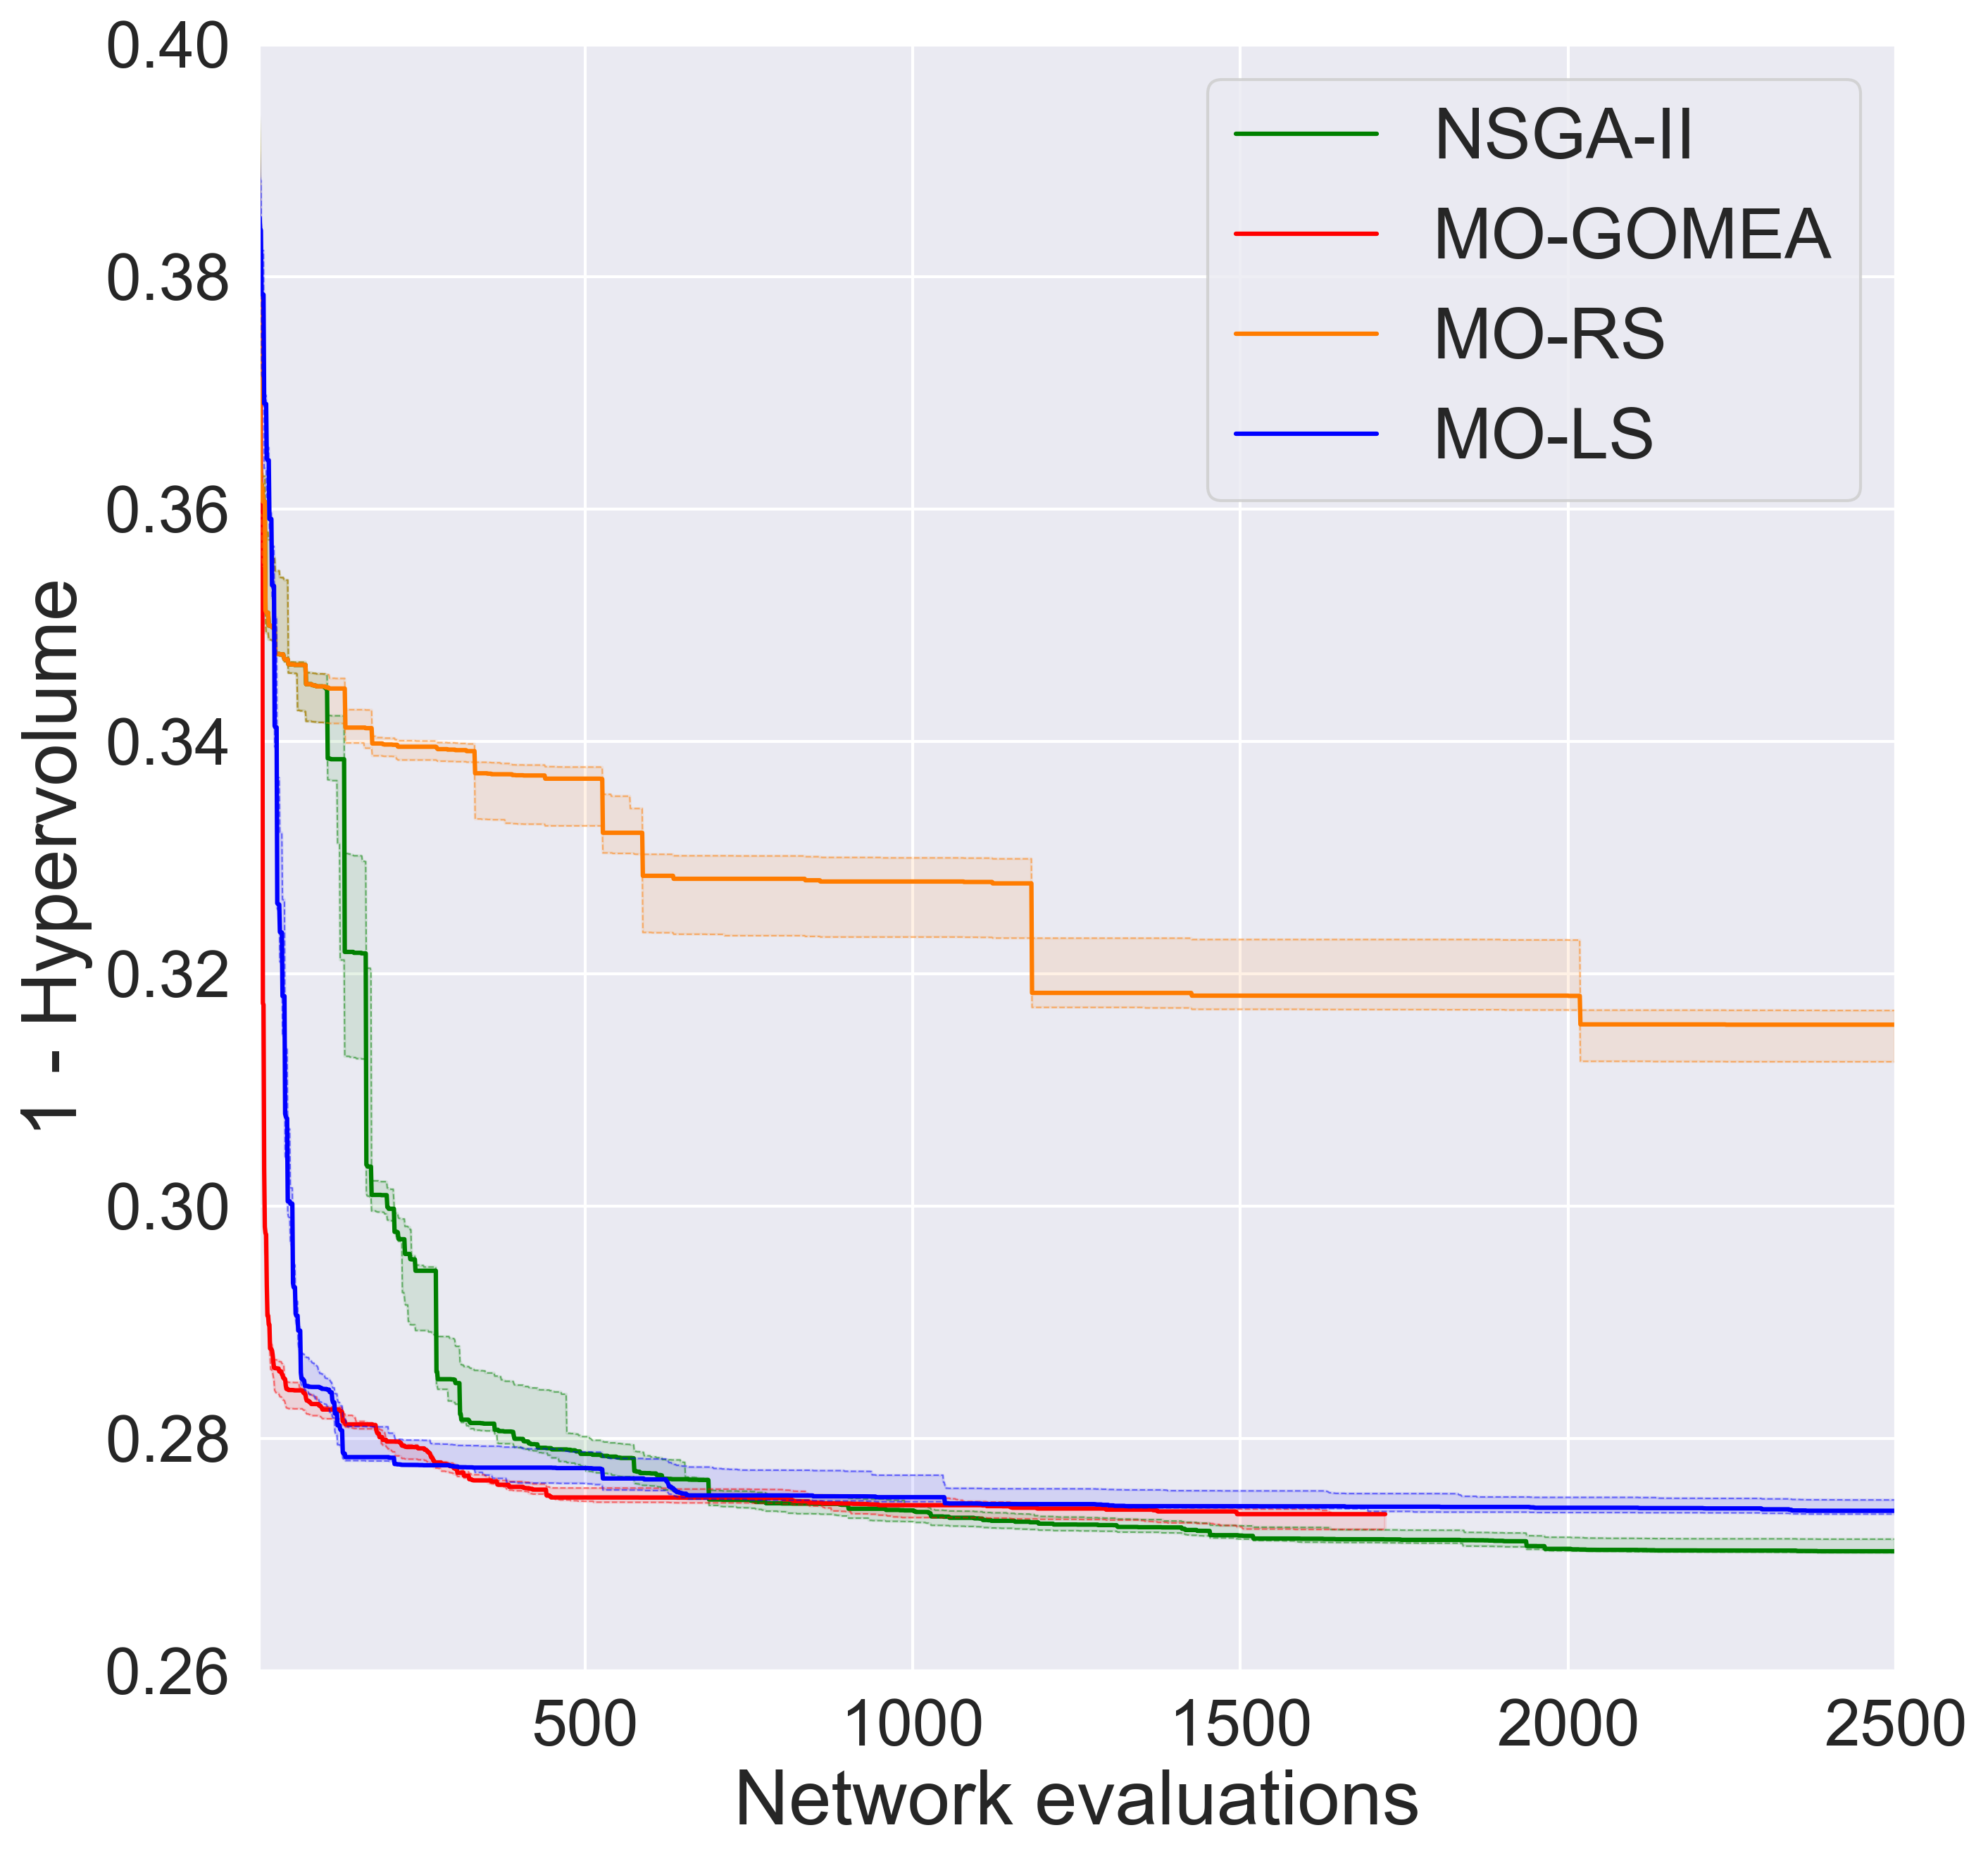 0.40
0.38
0.36
0.34
0.32
0.30
0.28
0.26
1 - Hypervolume
NSGA-II
MO-GOMEA
MO-RS
MO-LS
500
1000
1500
2000
2500
Network evaluations